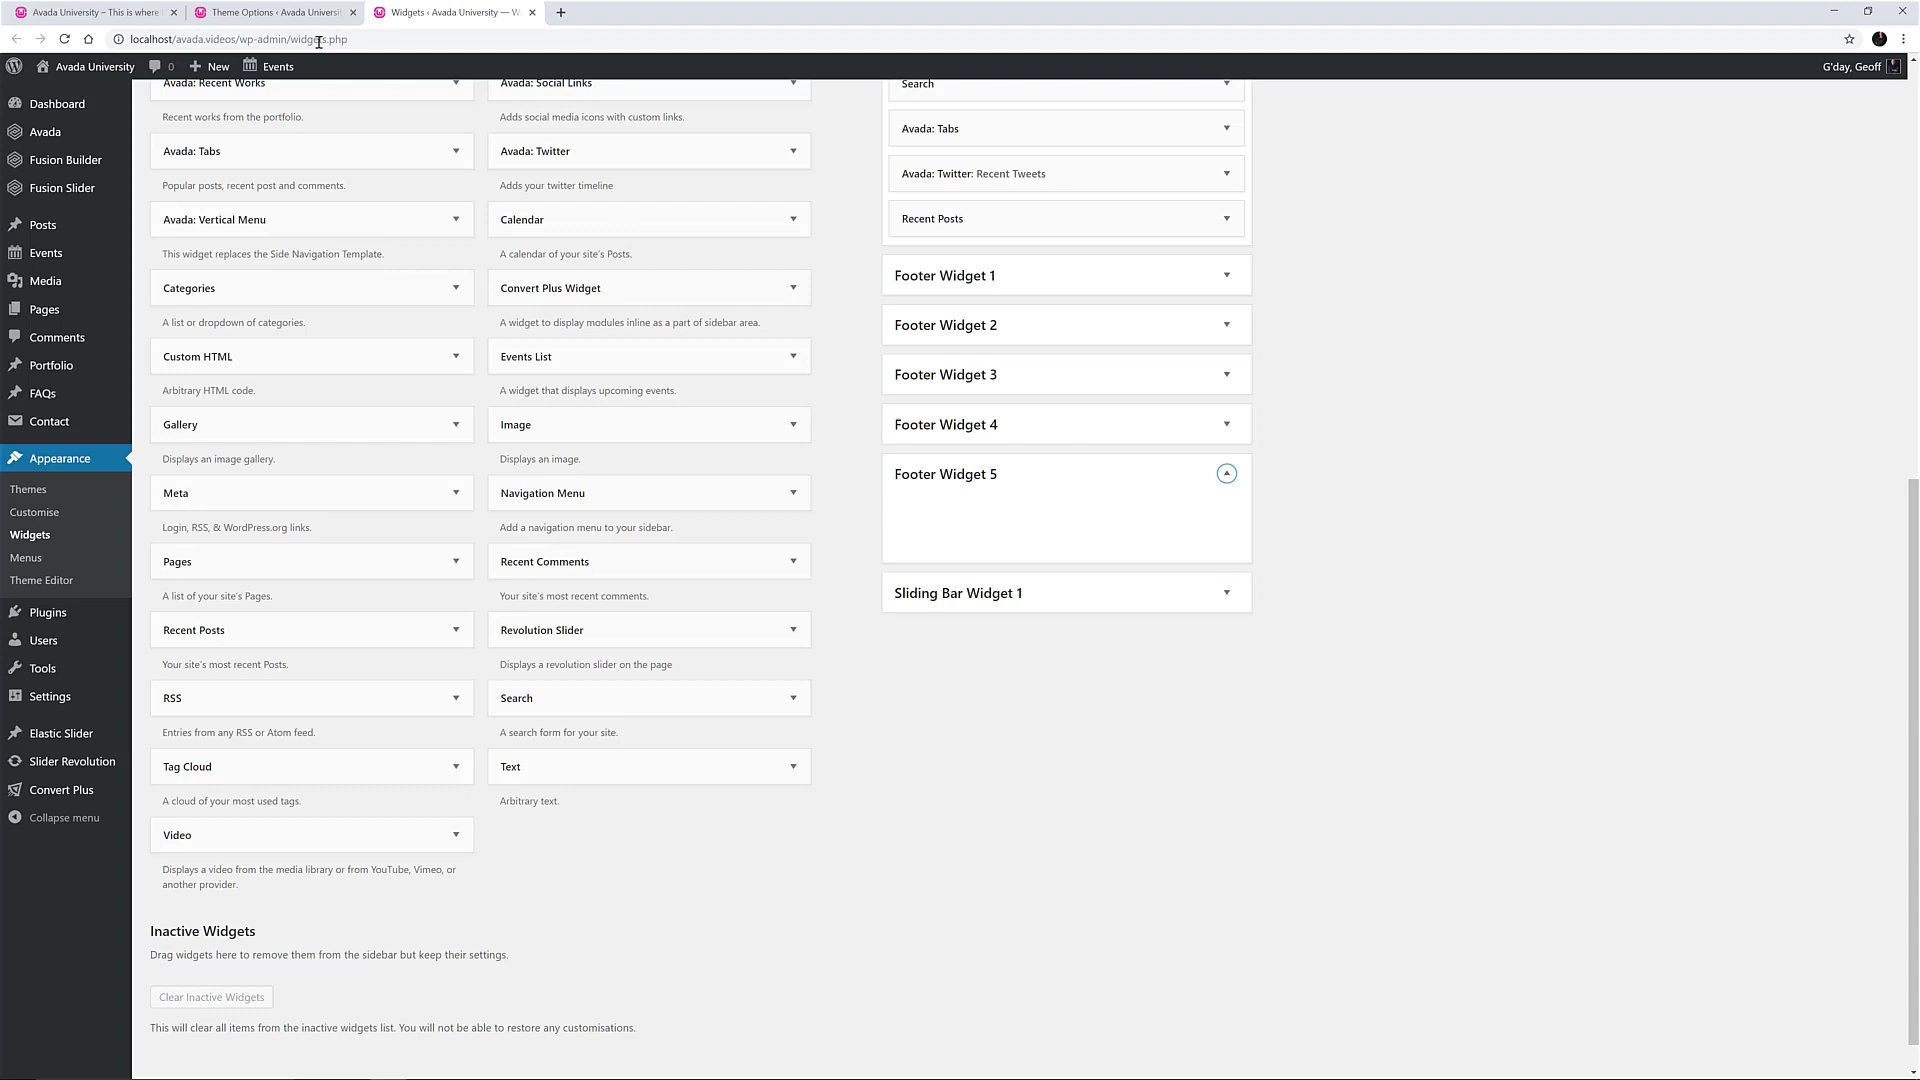 Avada University – This is where
Theme Options ‹ Avada Universit
Widgets ‹ Avada University — W
localhost/avada.videos/wp-admin/widgets.php
Avada University
0
New
Events
G'day, Geoff
Dashboard
Avada
Fusion Builder
Fusion Slider
Posts
Events
Media
Pages
Comments
Portfolio
FAQs
Contact
Appearance
Themes
Customise
Widgets
Menus
Theme Editor
Plugins
Users
Tools
Settings
Elastic Slider
Slider Revolution
Convert Plus
Collapse menu
Avada: Recent Works
Recent works from the portfolio.
Avada: Tabs
Popular posts, recent post and comments.
Avada: Vertical Menu
This widget replaces the Side Navigation Template.
Categories
A list or dropdown of categories.
Custom HTML
Arbitrary HTML code.
Gallery
Displays an image gallery.
Meta
Login, RSS, & WordPress.org links.
Pages
A list of your site's Pages.
Recent Posts
Your site's most recent Posts.
RSS
Entries from any RSS or Atom feed.
Tag Cloud
A cloud of your most used tags.
Video
Displays a video from the media library or from YouTube, Vimeo, or
another provider.
Avada: Social Links
Adds social media icons with custom links.
Avada: Twitter
Adds your twitter timeline
Calendar
A calendar of your site's Posts.
Convert Plus Widget
A widget to display modules inline as a part of sidebar area.
Events List
A widget that displays upcoming events.
Image
Displays an image.
Navigation Menu
Add a navigation menu to your sidebar.
Recent Comments
Your site's most recent comments.
Revolution Slider
Displays a revolution slider on the page
Search
A search form for your site.
Text
Arbitrary text.
Search
Avada: Tabs
Avada: Twitter: Recent Tweets
Recent Posts
Footer Widget 1
Footer Widget 2
Footer Widget 3
Footer Widget 4
Footer Widget 5
Sliding Bar Widget 1
Inactive Widgets
Drag widgets here to remove them from the sidebar but keep their settings.
Clear Inactive Widgets
This will clear all items from the inactive widgets list. You will not be able to restore any customisations.